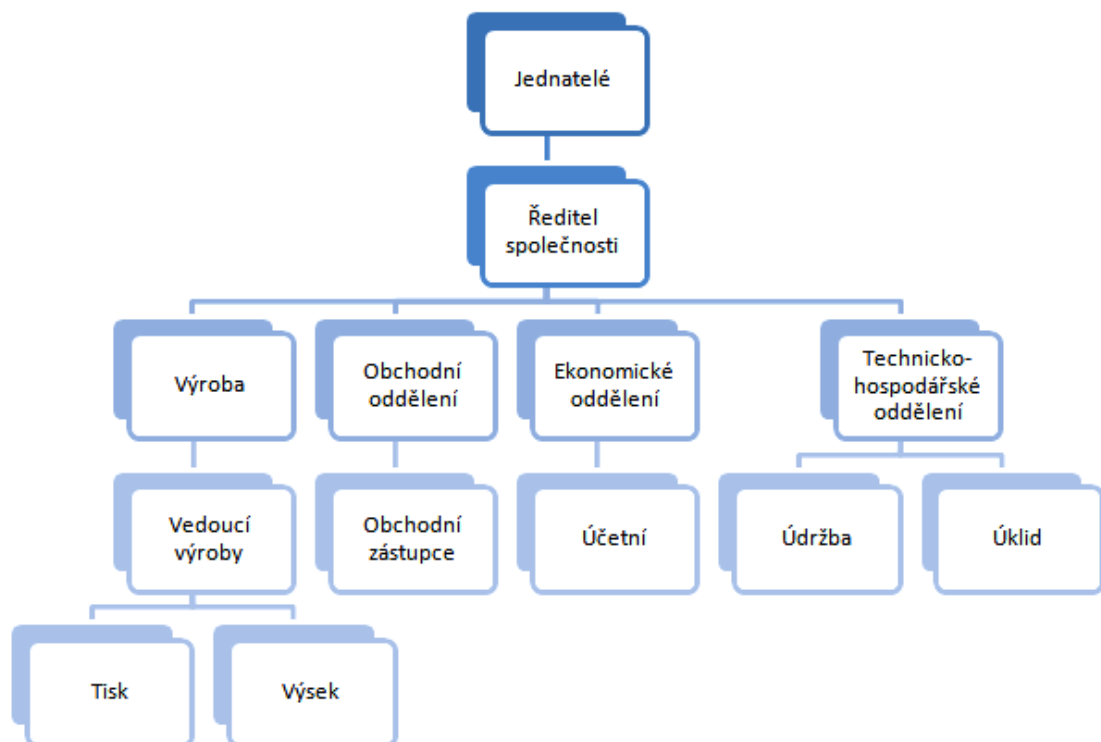 Jednatelé
Ředitel
společnosti
Výroba
Obchodní
oddělení
Ekonomické
oddělení
Technicko-
hospodářské
oddělení
Vedoucí
výroby
Obchodní
zástupce
Účetní
Údržba
Úklid
Tisk
Výsek